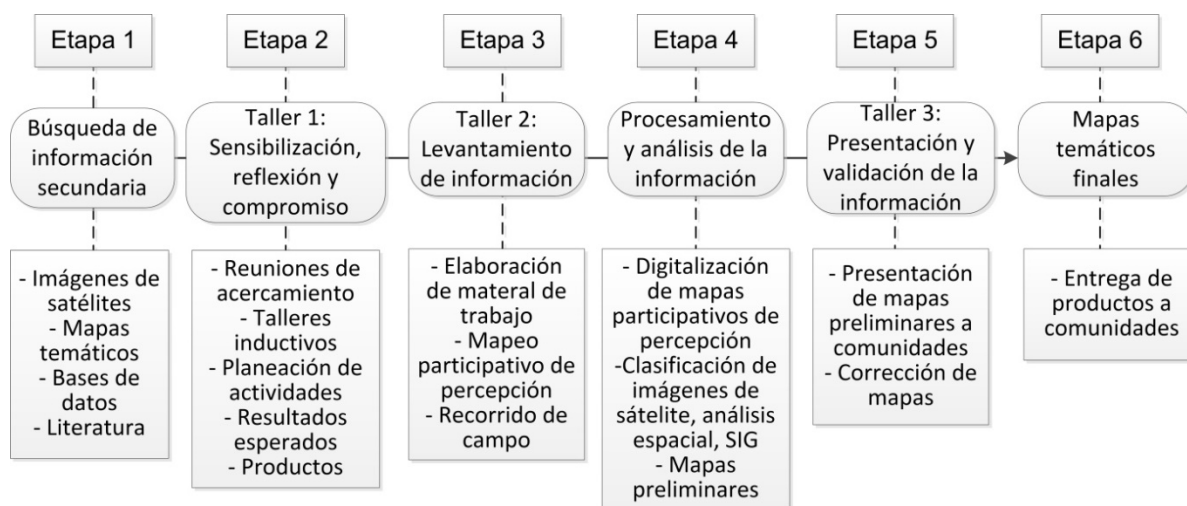 Etapa 1
Etapa 2
Etapa 3
Etapa 4
Etapa 5
Etapa 6
Búsqueda de
información
secundaria
Taller 1:
Sensibilización,
reflexión y
compromiso
Taller 2:
Levantamiento
de información
Procesamiento
y análisis de la
información
Taller 3:
Presentación y
validación de la
información
Mapas
temáticos
finales
- Imágenes de
satélites
- Mapas
temáticos
- Bases de
datos
- Literatura
- Reuniones de
acercamiento
- Talleres
inductivos
- Planeación de
actividades
- Resultados
esperados
- Productos
- Elaboración
de materal de
trabajo
- Mapeo
participativo de
percepción
- Recorrido de
campo
- Digitalización
de mapas
participativos de
percepción
-Clasificación de
imágenes de
sátelite, análisis
espacial, SIG
- Mapas
preliminares
- Presentación
de mapas
preliminares a
comunidades
- Corrección de
mapas
- Entrega de
productos a
comunidades